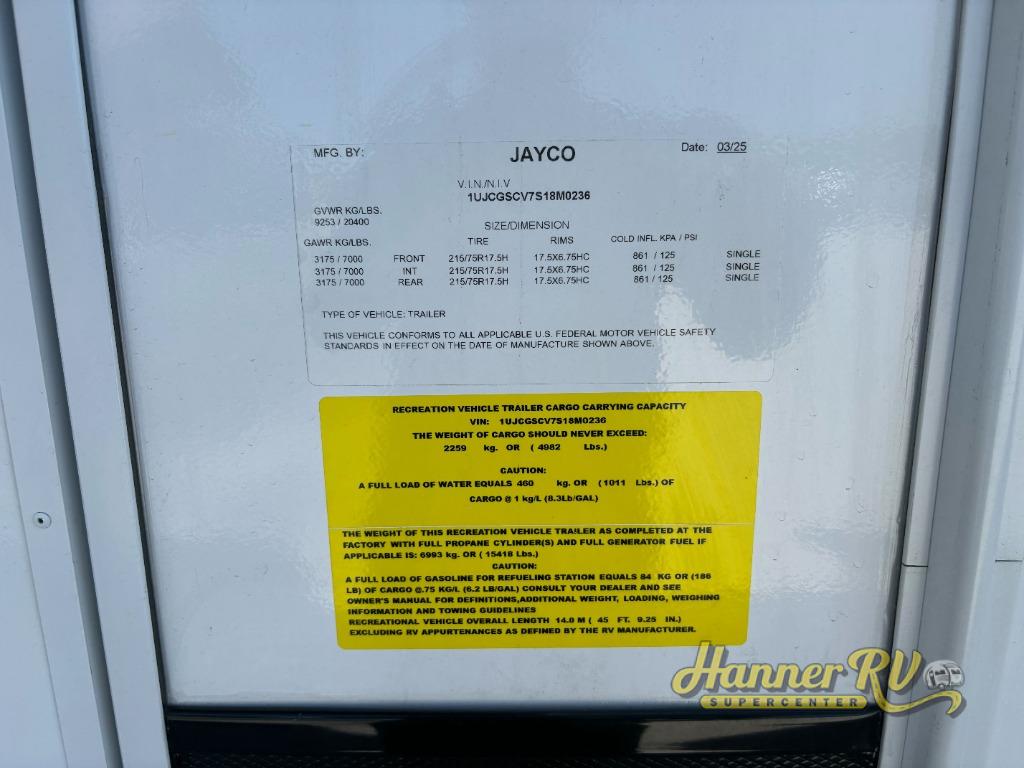 MFG. BY: JAYCO Date: 03/25
V.I.N./N.I.V
1UJCGSCV7S18M0236
GVWR KG/LBS.
9253 / 20400
SIZE/DIMENSION
GAWR KG/LBS. TIRE RIMS COLD INFL. KPA / PSI
3175 / 7000 FRONT 215/75R17.5H 17.5X6.75HC 861 / 125 SINGLE
3175 / 7000 INT 215/75R17.5H 17.5X6.75HC 861 / 125 SINGLE
3175 / 7000 REAR 215/75R17.5H 17.5X6.75HC 861 / 125 SINGLE
TYPE OF VEHICLE: TRAILER
THIS VEHICLE CONFORMS TO ALL APPLICABLE U.S. FEDERAL MOTOR VEHICLE SAFETY
STANDARDS IN EFFECT ON THE DATE OF MANUFACTURE SHOWN ABOVE.
RECREATION VEHICLE TRAILER CARGO CARRYING CAPACITY
VIN: 1UJCGSCV7S18M0236
THE WEIGHT OF CARGO SHOULD NEVER EXCEED:
2259 kg. OR ( 4982 Lbs.)
CAUTION:
A FULL LOAD OF WATER EQUALS 460 kg. OR (1011 Lbs.) OF
CARGO @ 1 kg/L (8.3Lb/GAL)
THE WEIGHT OF THIS RECREATION VEHICLE TRAILER AS COMPLETED AT THE
FACTORY WITH FULL PROPANE CYLINDER(S) AND FULL GENERATOR FUEL IF
APPLICABLE IS: 6993 kg. OR ( 15418 Lbs.)
CAUTION:
A FULL LOAD OF GASOLINE FOR REFUELING STATION EQUALS 84 KG OR (186
LB) OF CARGO @.75 KG/L (6.2 LB/GAL) CONSULT YOUR DEALER AND SEE
OWNER'S MANUAL FOR DEFINITIONS,ADDITIONAL WEIGHT, LOADING, WEIGHING
INFORMATION AND TOWING GUIDELINES
RECREATIONAL VEHICLE OVERALL LENGTH 14.0 M ( 45 FT. 9.25 IN.)
EXCLUDING RV APPURTENANCES AS DEFINED BY THE RV MANUFACTURER.
Hanner RV
SUPERCENTER